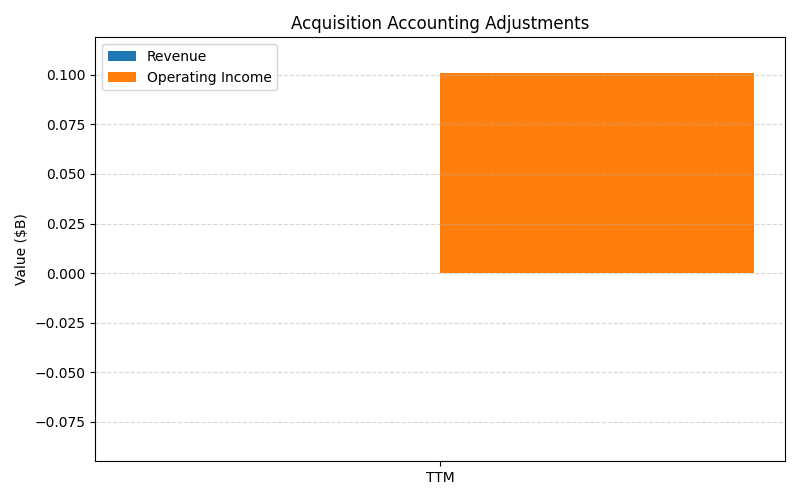 Acquisition Accounting Adjustments
Revenue
Operating Income
Value ($B)
0.100
0.075
0.050
0.025
0.000
−0.025
−0.050
−0.075
TTM